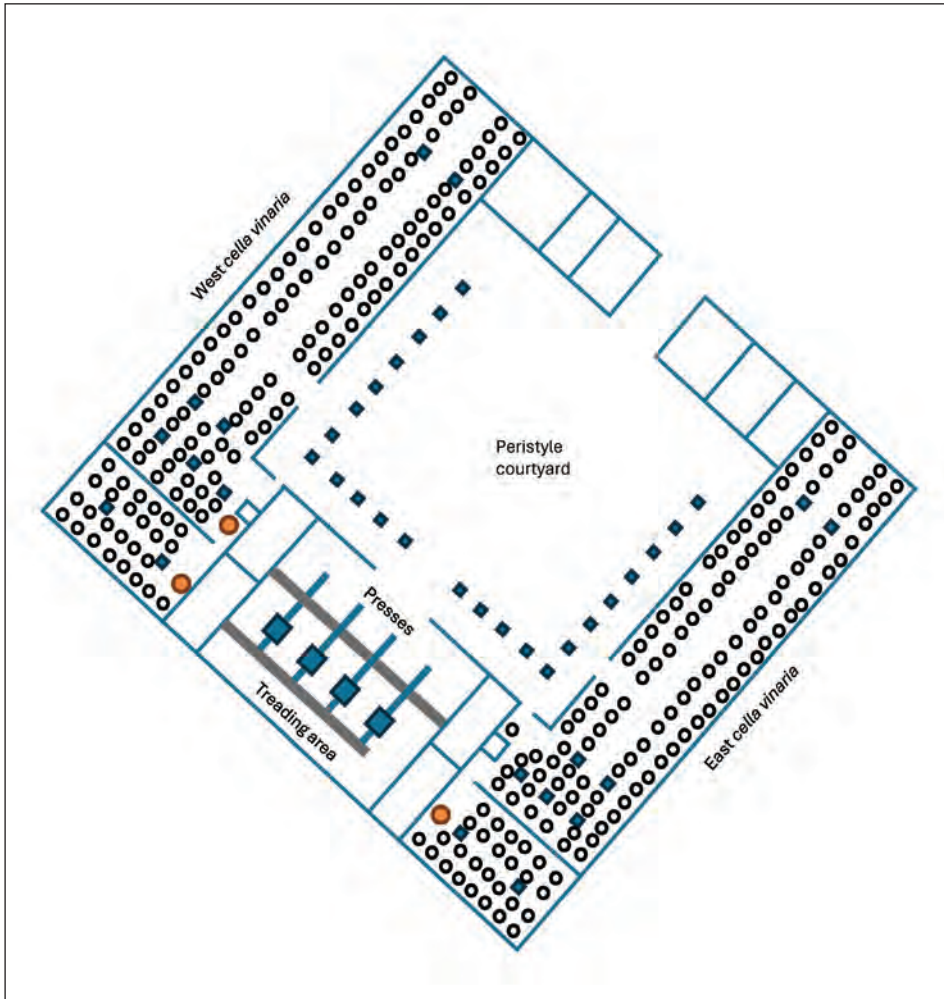 West cella vinaria
Peristyle
courtyard
Presses
Treading area
East cella vinaria